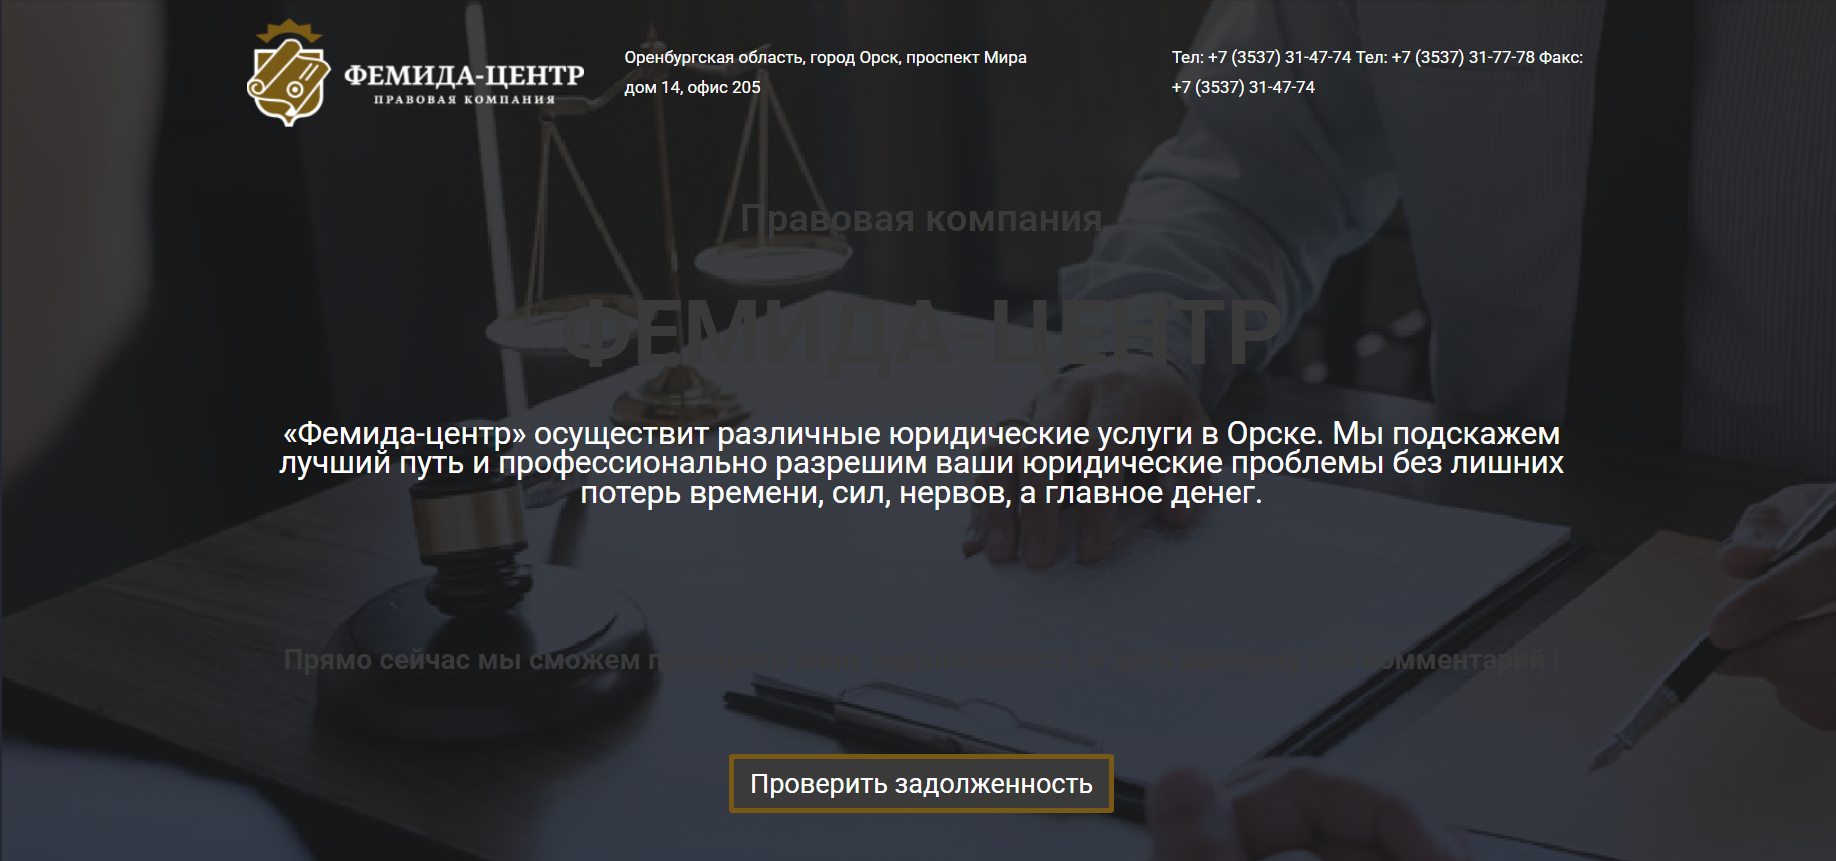 ФЕМИДА-ЦЕНТР
ПРАВОВАЯ КОМПАНИЯ
Оренбургская область, город Орск, проспект Мира
дом 14, офис 205
Тел: +7 (3537) 31-47-74 Тел: +7 (3537) 31-77-78 Факс:
+7 (3537) 31-47-74
Правовая компания
ФЕМИДА-ЦЕНТР
«Фемида-центр» осуществит различные юридические услуги в Орске. Мы подскажем
лучший путь и профессионально разрешим ваши юридические проблемы без лишних
потерь времени, сил, нервов, а главное денег.
Прямо сейчас мы сможем комментарий !
Проверить задолженность